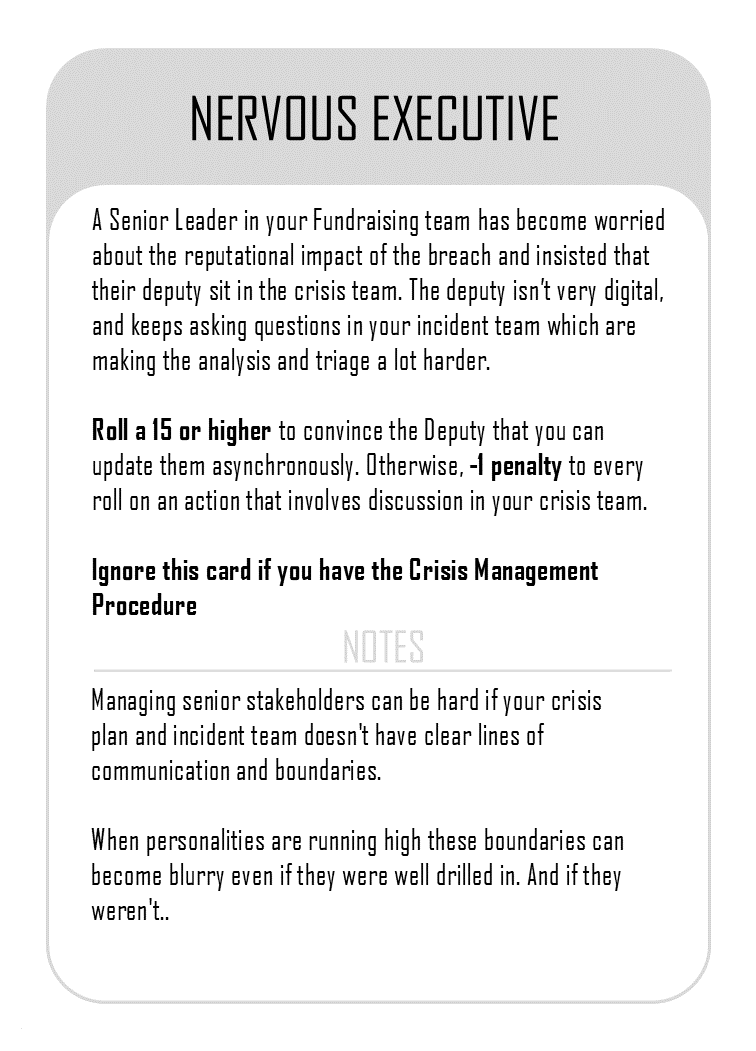 NERVOUS EXECUTIVE
A Senior Leader in your Fundraising team has become worried
about the reputational impact of the breach and insisted that
their deputy sit in the crisis team. The deputy isn’t very digital,
and keeps asking questions in your incident team which are
making the analysis and triage a lot harder.
Roll a 15 or higher to convince the Deputy that you can
update them asynchronously. Otherwise, -1 penalty to every
roll on an action that involves discussion in your crisis team.
Ignore this card if you have the Crisis Management
Procedure
NOTES
Managing senior stakeholders can be hard if your crisis
plan and incident team doesn't have clear lines of
communication and boundaries.
When personalities are running high these boundaries can
become blurry even if they were well drilled in. And if they
weren't..